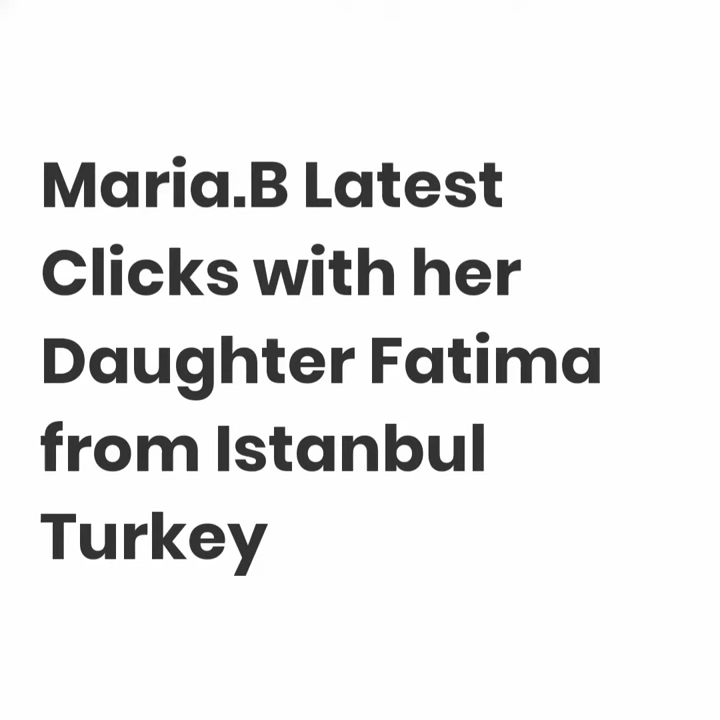 Maria.B Latest
Clicks with her
Daughter Fatima
from Istanbul
Turkey